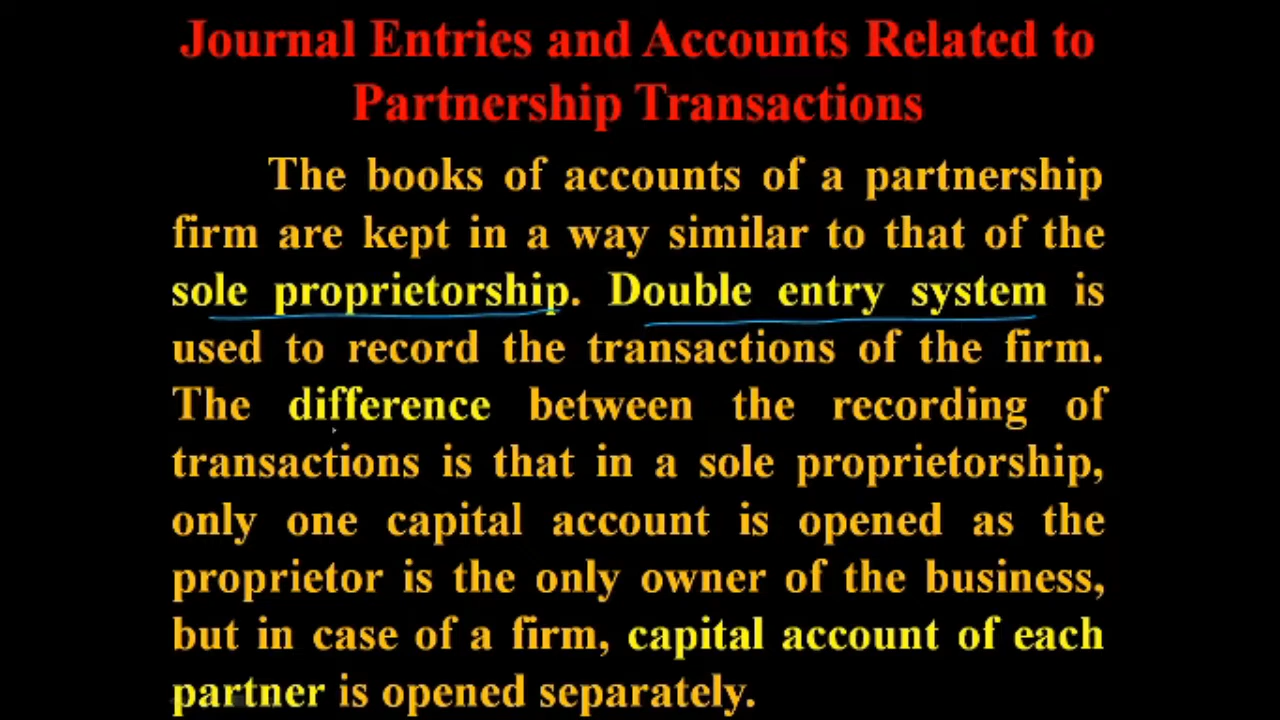 Journal Entries and Accounts Related to
Partnership Transactions
The books of accounts of a partnership
firm are kept in a way similar to that of the
sole proprietorship. Double entry system is
used to record the transactions of the firm.
The difference between the recording of
transactions is that in a sole proprietorship,
only one capital account is opened as the
proprietor is the only owner of the business,
but in case of a firm, capital account of each
partner is opened separately.